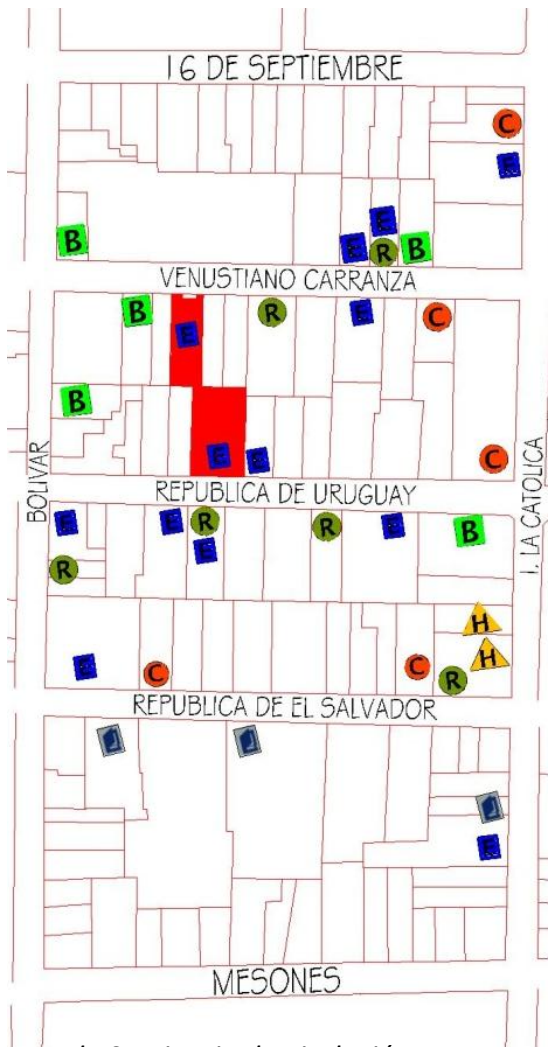 16 DE SEPTIEMBRE
C
E
E
B
E
R
B
VENUSTIANO CARRANZA
B
E
R
E
C
B
E
E
C
BOLIVAR
REPUBLICA DE URUGUAY
I. LA CATOLICA
E
E
R
R
E
B
E
R
H
H
E
C
C
R
REPUBLICA DE EL SALVADOR
E
MESONES